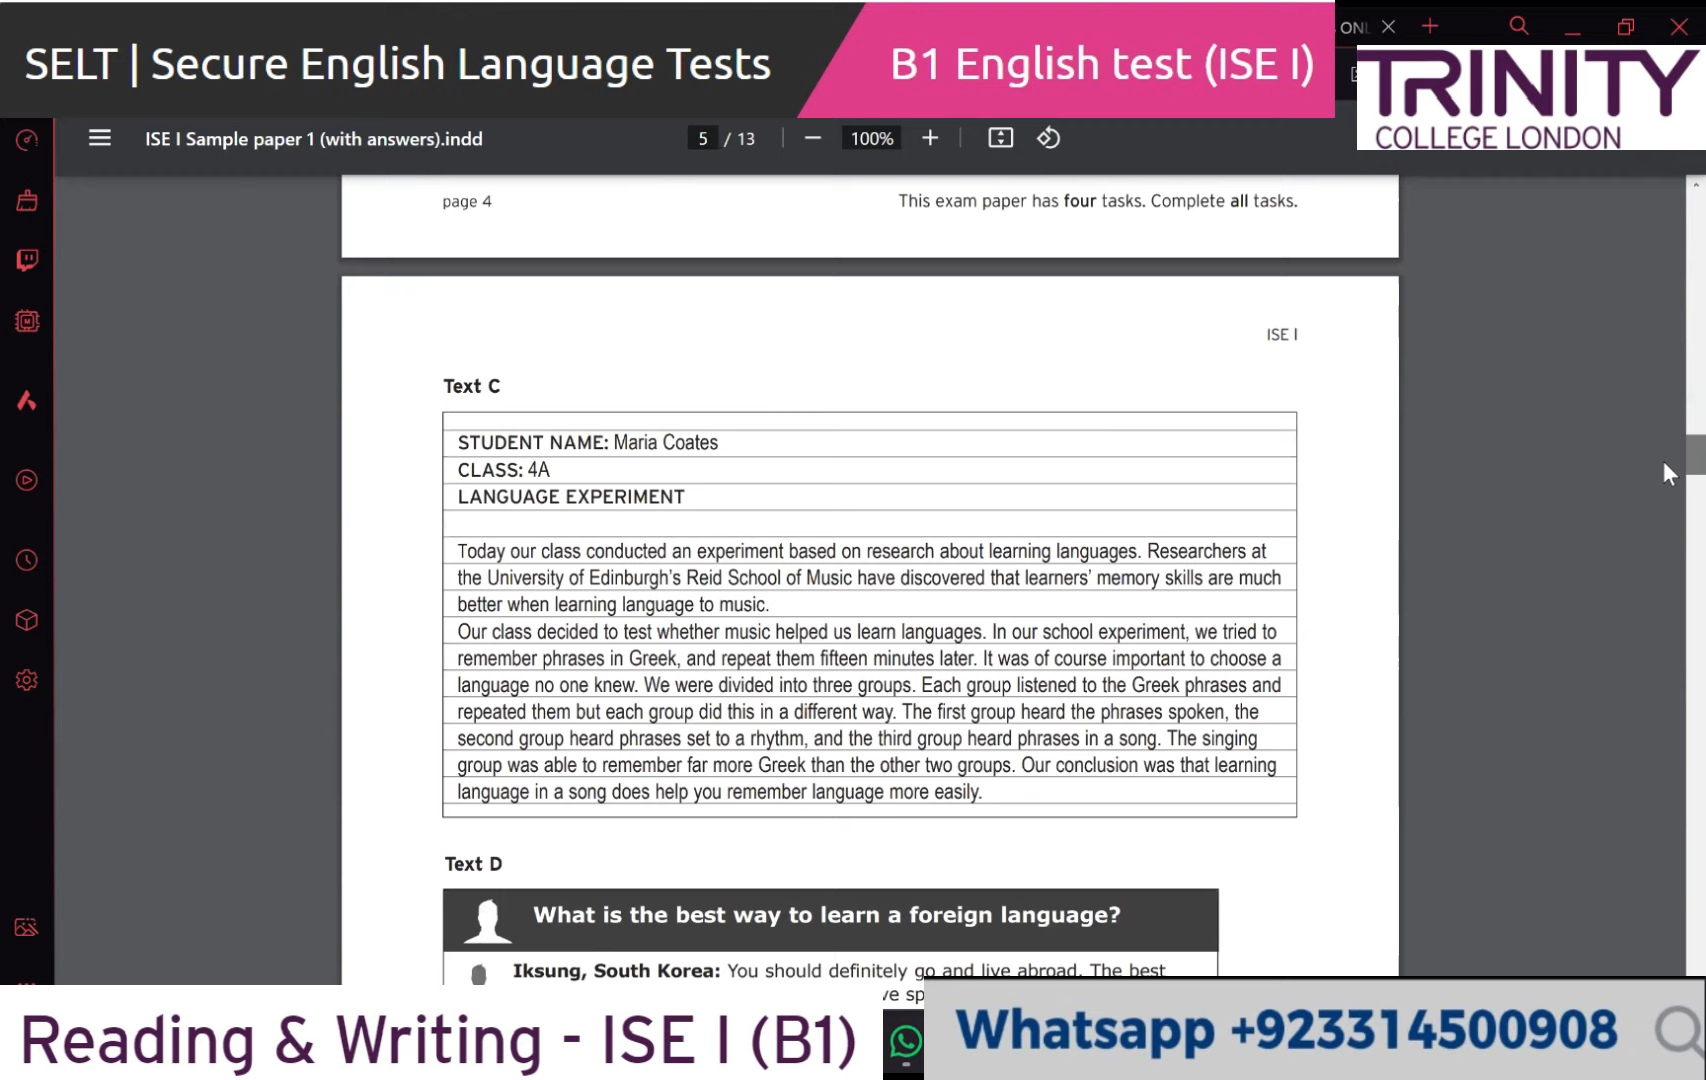 SELT | Secure English Language Tests
B1 English test (ISE I)
ONL
TRINITY
COLLEGE LONDON
ISE I Sample paper 1 (with answers).indd
5 / 13
100%
page 4
This exam paper has four tasks. Complete all tasks.
ISE I
Text C
STUDENT NAME: Maria Coates
CLASS: 4A
LANGUAGE EXPERIMENT
Today our class conducted an experiment based on research about learning languages. Researchers at
the University of Edinburgh's Reid School of Music have discovered that learners' memory skills are much
better when learning language to music.
Our class decided to test whether music helped us learn languages. In our school experiment, we tried to
remember phrases in Greek, and repeat them fifteen minutes later. It was of course important to choose a
language no one knew. We were divided into three groups. Each group listened to the Greek phrases and
repeated them but each group did this in a different way. The first group heard the phrases spoken, the
second group heard phrases set to a rhythm, and the third group heard phrases in a song. The singing
group was able to remember far more Greek than the other two groups. Our conclusion was that learning
language in a song does help you remember language more easily.
Text D
What is the best way to learn a foreign language?
Iksung, South Korea: You should definitely go and live abroad. The best
Reading & Writing - ISE I (B1)
Whatsapp +923314500908